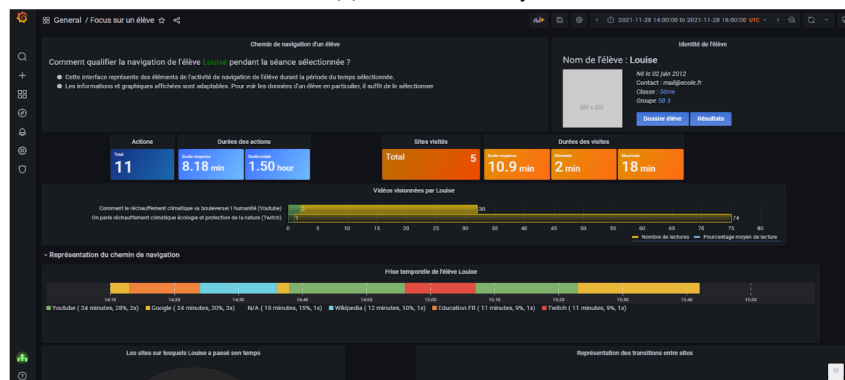 General / Focus sur un élève
2021-11-28 14:00:00 to 2021-11-28 16:00:00 UTC
Chemin de navigation d'un élève
Comment qualifier la navigation de l'élève Louise pendant la séance sélectionnée ?
Cette interface représente des éléments de l'activité de navigation de l'élève durant la période du temps sélectionnée.
Les informations et graphiques affichées sont adaptables. Pour voir les données d'un élève en particulier, il suffit de le sélectionner
Identité de l'élève
Nom de l'élève : Louise
Né le 02 juin 2012
Contact : mail@ecole.fr
Classe : 5ème
Groupe SB-3
Dossier élève
Résultats
Actions
Total
11
Durées des actions
Durée moyenne
8.18 min
Durée totale
1.50 hour
Sites visités
Total
5
Durées des visites
Durée moyenne
10.9 min
Minimale
2 min
18 min
Vidéos visionnées par Louise
Comment le réchauffement climatique va bouleverser l humanité (Youtube)
2
30
On parle réchauffement climatique écologie et protection de la nature (Twitch)
1
74
0 5 10 15 20 25 30 35 40 45 50 55 60 65 70 75 80
Nombre de lectures
Pourcentage moyen de lecture
Représentation du chemin de navigation
Frise temporelle de l'élève Louise
14:10 14:20 14:30 14:40 14:50 15:00 15:10 15:20 15:30 15:40 15:50
Youtube ( 34 minutes, 28%, 2x) Google ( 24 minutes, 20%, 3x) N/A ( 18 minutes, 15%, 1x) Wikipedia ( 12 minutes, 10%, 1x) Education FR ( 11 minutes, 9%, 1x) Twitch ( 11 minutes, 9%, 1x)
Les sites sur lesquels Louise a passé son temps
Représentation des transitions entre sites